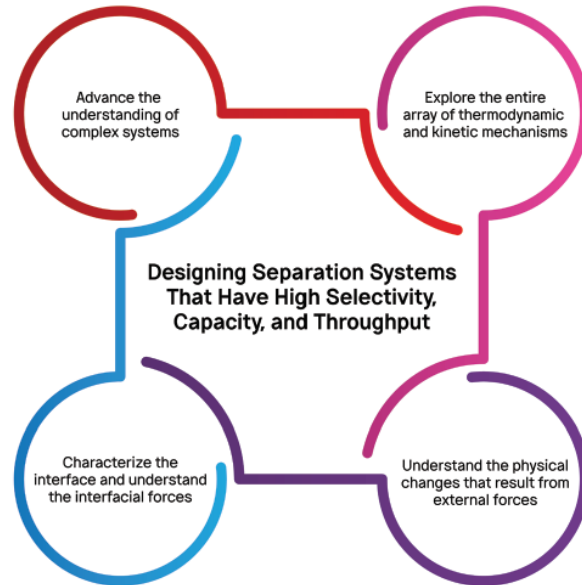 Advance the
understanding of
complex systems
Explore the entire
array of thermodynamic
and kinetic mechanisms
Designing Separation Systems
That Have High Selectivity,
Capacity, and Throughput
Characterize the
interface and understand
the interfacial forces
Understand the physical
changes that result from
external forces